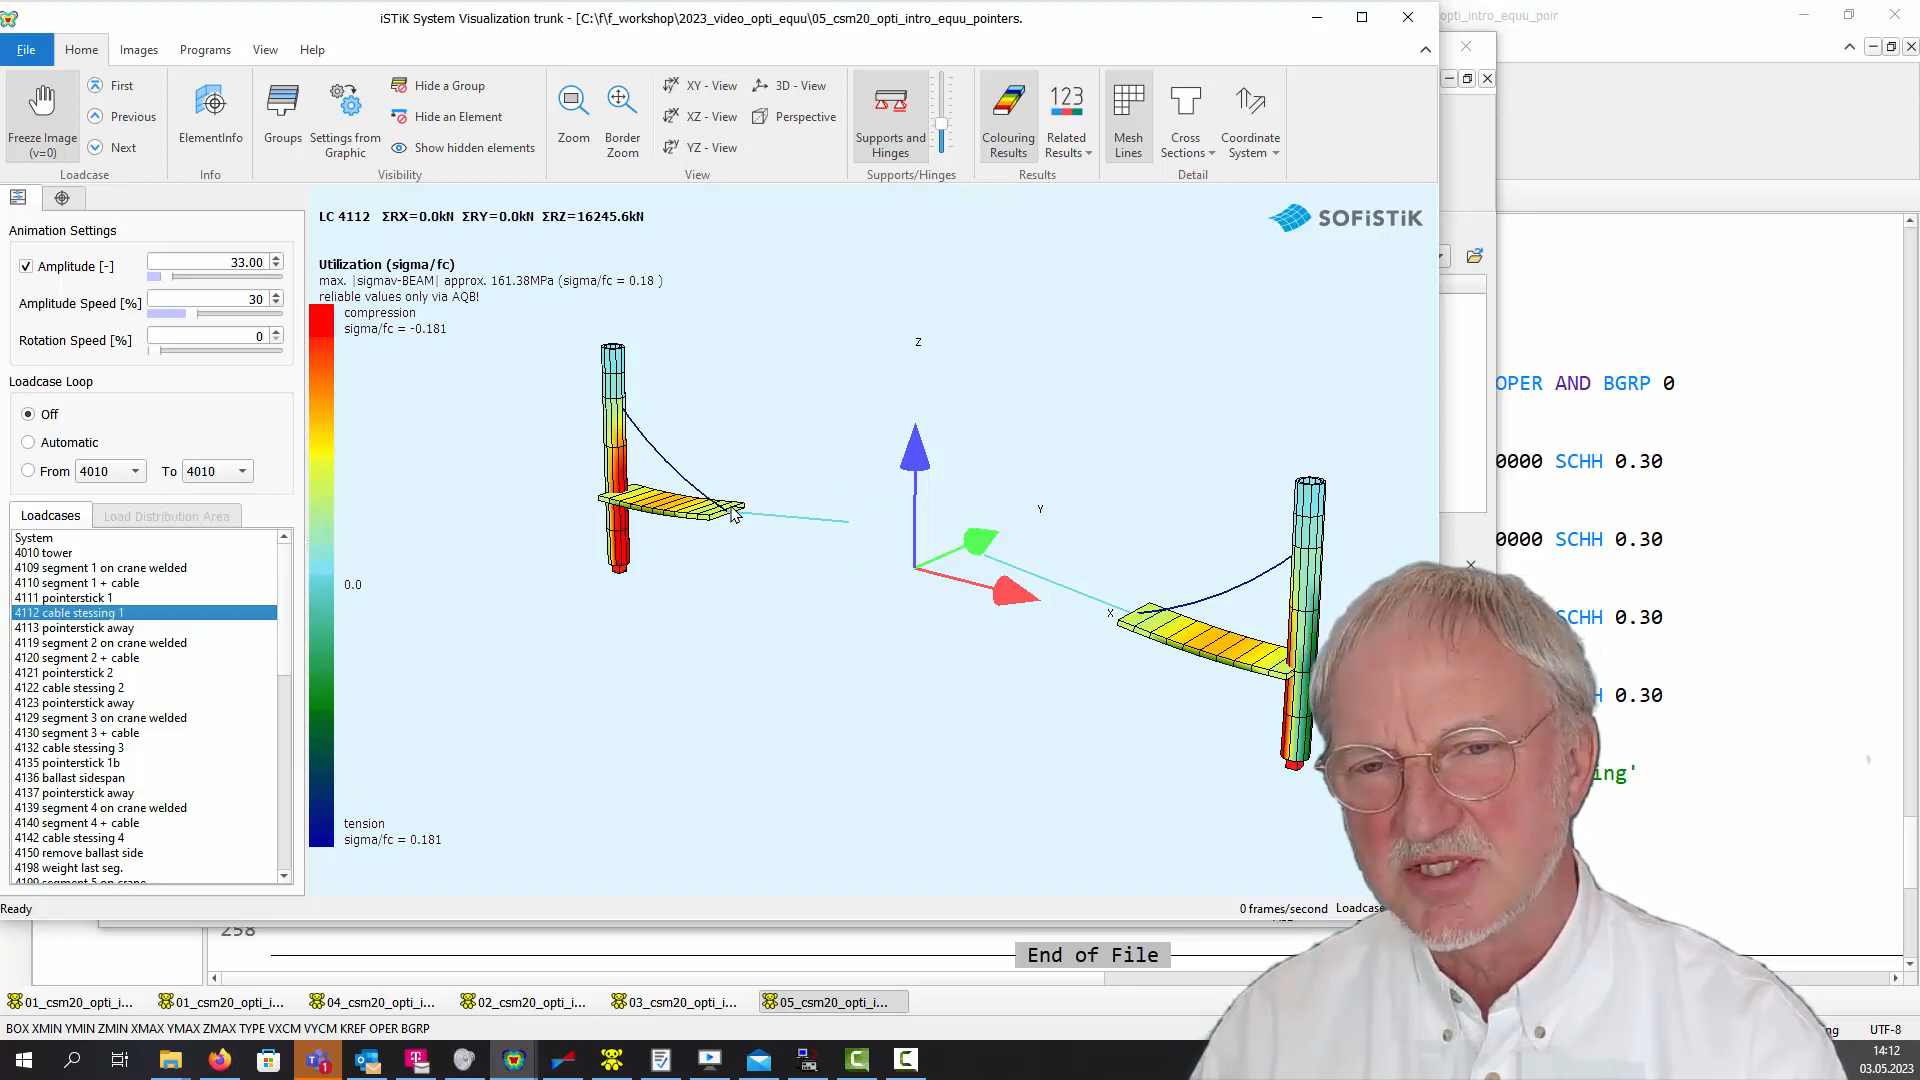 iSTiK System Visualization trunk - [C:\f\f_workshop\2023_video_opti_equu\05_csm20_opti_intro_equu_pointers.
opti_intro_equu_poir
File Home Images Programs View Help
Freeze Image (v=0)
First
Previous
Next
Loadcase
ElementInfo
Info
Groups
Settings from Graphic
Hide a Group
Hide an Element
Show hidden elements
Visibility
Zoom
Border Zoom
XY - View
XZ - View
YZ - View
3D - View
Perspective
View
Supports and Hinges
Supports/Hinges
Colouring Results
123
Related Results
Results
Mesh Lines
Cross Sections
Coordinate System
Detail
Animation Settings
Amplitude [-] 33.00
Amplitude Speed [%] 30
Rotation Speed [%] 0
Loadcase Loop
Off
Automatic
From 4010 To 4010
Loadcases Load Distribution Area
System
4010 tower
4109 segment 1 on crane welded
4110 segment 1 + cable
4111 pointerstick 1
4112 cable stessing 1
4113 pointerstick away
4119 segment 2 on crane welded
4120 segment 2 + cable
4121 pointerstick 2
4122 cable stessing 2
4123 pointerstick away
4129 segment 3 on crane welded
4130 segment 3 + cable
4132 cable stessing 3
4135 pointerstick 1b
4136 ballast sidespan
4137 pointerstick away
4139 segment 4 on crane welded
4140 segment 4 + cable
4142 cable stessing 4
4150 remove ballast side
4198 weight last seg.
4199 segment 5 on crane
LC 4112 ΣRX=0.0kN ΣRY=0.0kN ΣRZ=16245.6kN
SOFiSTiK
Utilization (sigma/fc)
max. |sigmav-BEAM| approx. 161.38MPa (sigma/fc = 0.18 )
reliable values only via AQB!
compression
sigma/fc = -0.181
0.0
tension
sigma/fc = 0.181
Z
Y
X
OPER AND BGRP 0
0000 SCHH 0.30
0000 SCHH 0.30
SCHH
H 0.30
ing'
Ready
0 frames/second Loadcase
258
End of File
01_csm20_opti_i... 01_csm20_opti_i... 04_csm20_opti_i... 02_csm20_opti_i... 03_csm20_opti_i... 05_csm20_opti_i...
BOX XMIN YMIN ZMIN XMAX YMAX ZMAX TYPE VXCM VYCM KREF OPER BGRP
ng UTF-8
1
14:12
03.05.2023